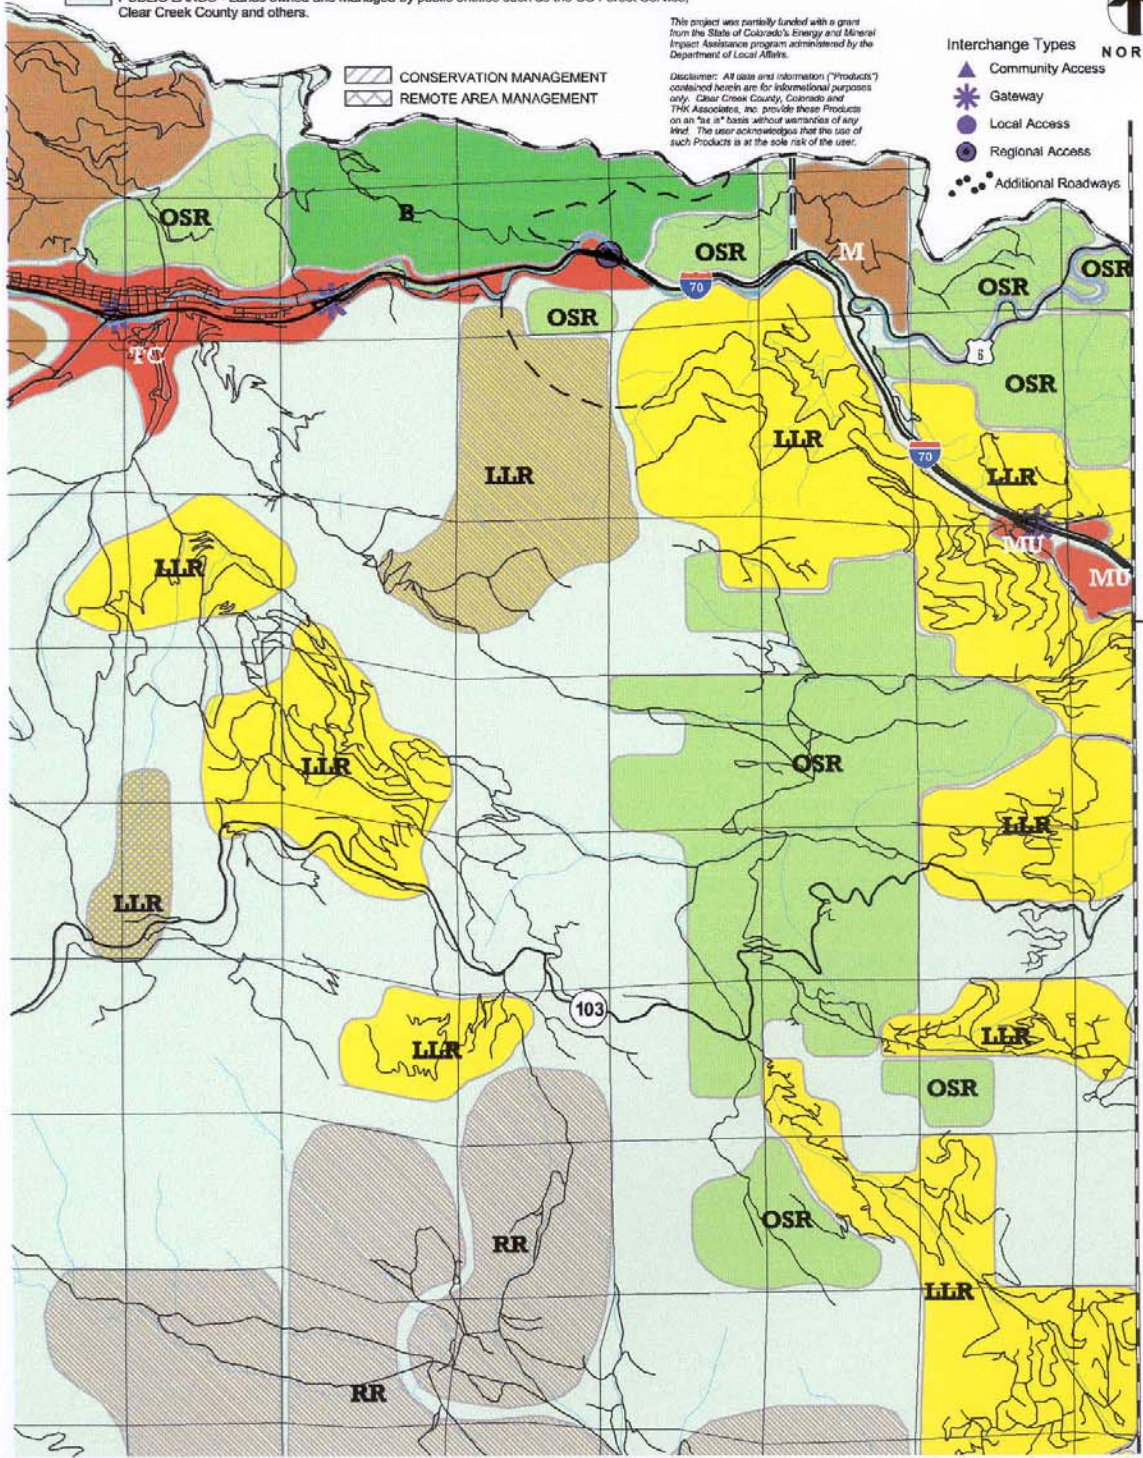 Clear Creek County and others.
CONSERVATION MANAGEMENT
REMOTE AREA MANAGEMENT
This project was partially funded with a grant
from the State of Colorado's Energy and Mineral
Impact Assistance program administered by the
Department of Local Affairs.
Disclaimer: All data and information ("Products")
contained herein are for informational purposes
only. Clear Creek County, Colorado and
THK Associates, Inc. provide these Products
on an "as is" basis without warranties of any
kind. The user acknowledges that the use of
such Products is at the sole risk of the user.
NOR
Interchange Types
Community Access
Gateway
Local Access
Regional Access
Additional Roadways
OSR
B
OSR
M
OSR
OSR
70
OSR
TC
6
OSR
LLR
70
LLR
LLR
MU
LLR
MU
LLR
OSR
LLR
LLR
103
LLR
LLR
OSR
OSR
RR
LLR
RR